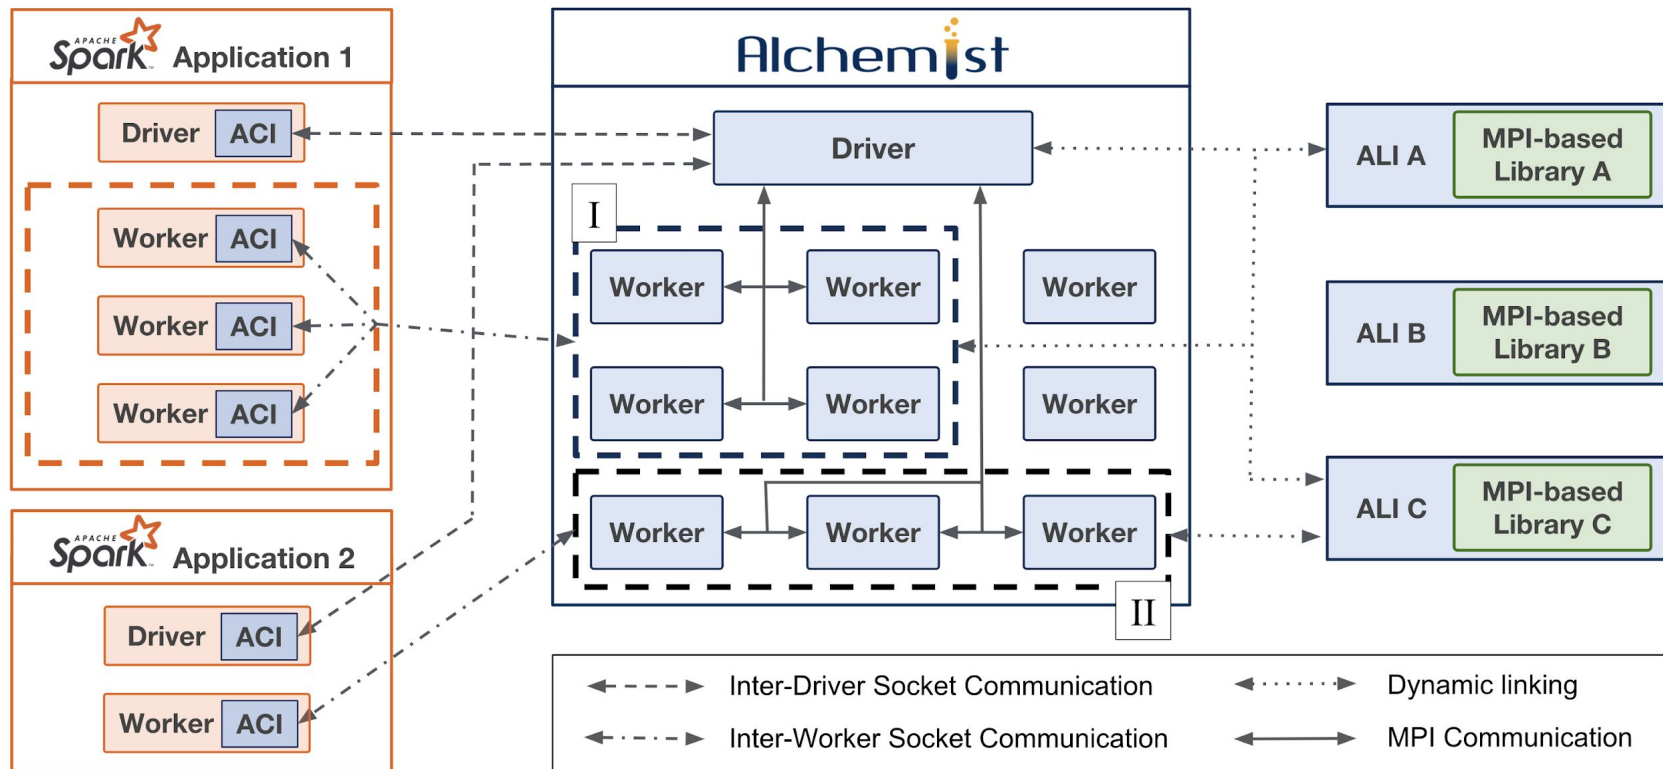 APACHE
Spark™ Application 1
Driver ACI
Worker ACI
Worker ACI
Worker ACI
APACHE
Spark™ Application 2
Driver ACI
Worker ACI
Alchemist
Driver
I
Worker Worker Worker
Worker Worker Worker
Worker Worker Worker
II
ALI A
MPI-based
Library A
ALI B
MPI-based
Library B
ALI C
MPI-based
Library C
Inter-Driver Socket Communication
Dynamic linking
Inter-Worker Socket Communication
MPI Communication